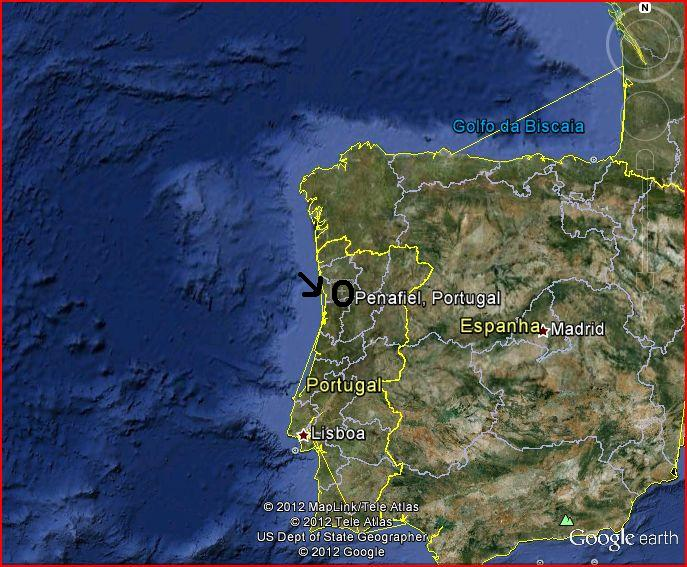 N
Golfo da Biscaia
Penafiel, Portugal
Espanha
Madrid
Portugal
Lisboa
© 2012 MapLink/Tele Atlas
© 2012 Tele Atlas
US Dept of State Geographer
© 2012 Google
Google earth